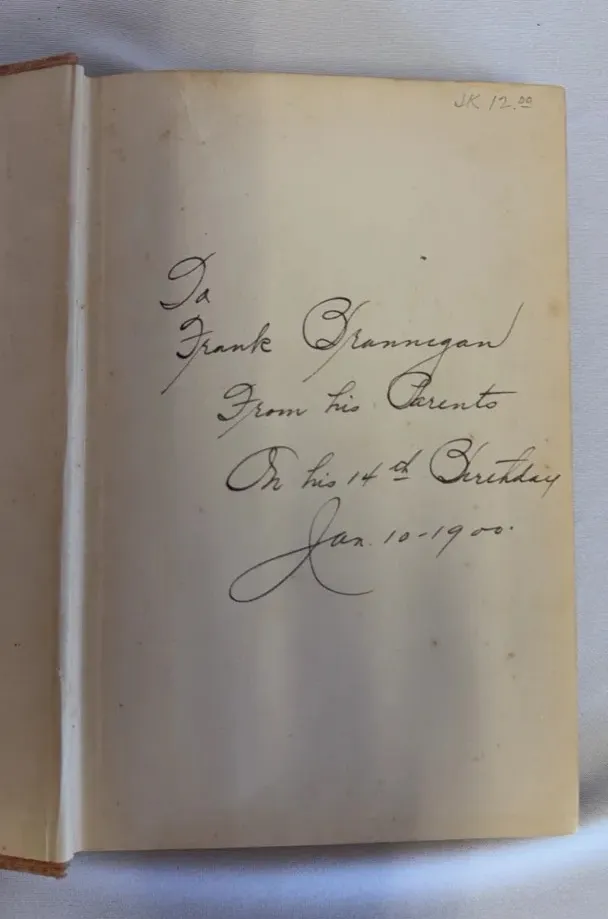 JK 12.00
To
Frank Brannigan
From his Parents
On his 14th Birthday
Jan. 10-1900.